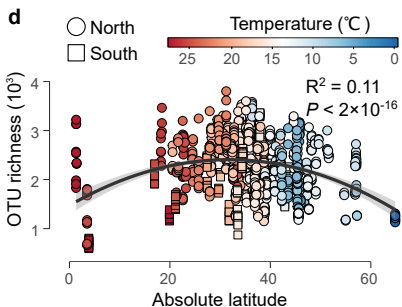 d
North
South
Temperature (℃)
25 20 15 10 5 0
R² = 0.11
P < 2×10⁻¹⁶
OTU richness (10³)
4
3
2
1
0 20 40 60
Absolute latitude